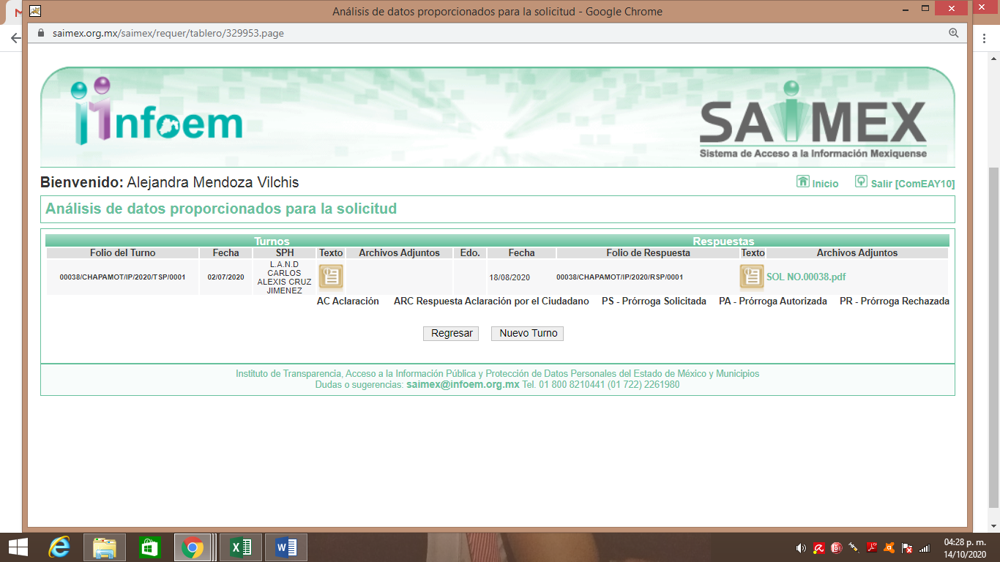 Análisis de datos proporcionados para la solicitud - Google Chrome
saimex.org.mx/saimex/requer/tablero/329953.page
infoem
SAIMEX
Sistema de Acceso a la Información Mexiquense
Bienvenido: Alejandra Mendoza Vilchis
Inicio Salir [ComEAY10]
Análisis de datos proporcionados para la solicitud
Turnos Respuestas
Folio del Turno Fecha SPH Texto Archivos Adjuntos Edo. Fecha Folio de Respuesta Texto Archivos Adjuntos
00038/CHAPAMOT/IP/2020/TSP/0001 02/07/2020 L.A.N.D CARLOS ALEXIS CRUZ JIMENEZ 18/08/2020 00038/CHAPAMOT/IP/2020/RSP/0001 SOL NO.00038.pdf
AC Aclaración ARC Respuesta Aclaración por el Ciudadano PS - Prórroga Solicitada PA - Prórroga Autorizada PR - Prórroga Rechazada
Regresar Nuevo Turno
Instituto de Transparencia, Acceso a la Información Pública y Protección de Datos Personales del Estado de México y Municipios
Dudas o sugerencias: saimex@infoem.org.mx Tel. 01 800 8210441 (01 722) 2261980
04:28 p. m.
14/10/2020